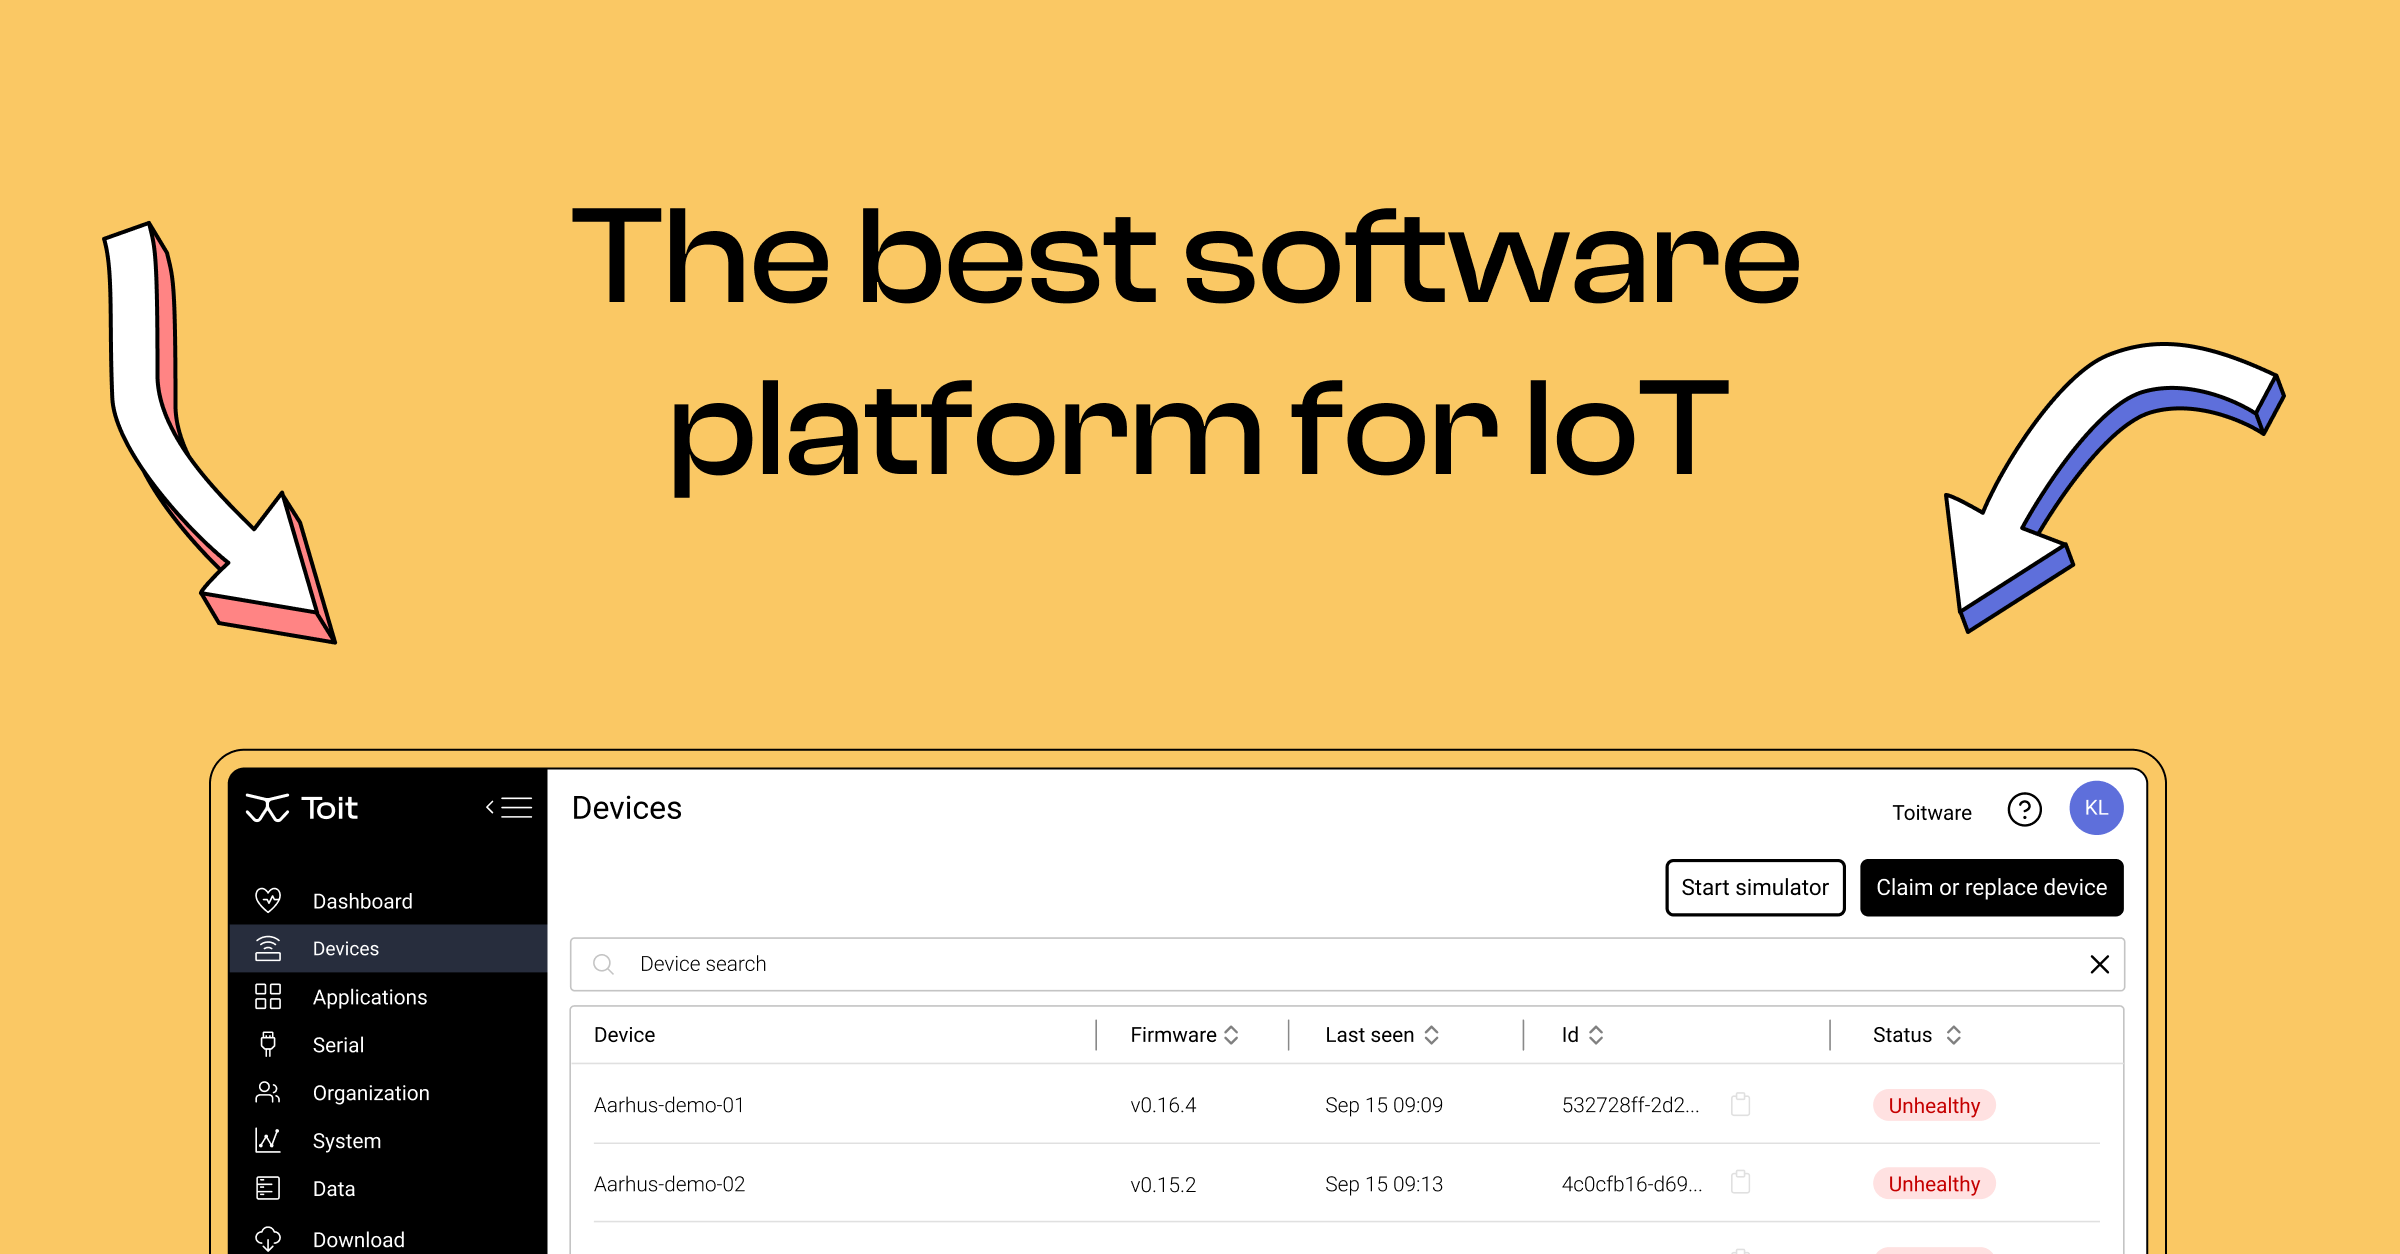 The best software
platform for IoT
Toit
Devices
Toitware
KL
Start simulator
Claim or replace device
Dashboard
Devices
Applications
Serial
Organization
System
Data
Download
Device search
Device Firmware Last seen Id Status
Aarhus-demo-01 v0.16.4 Sep 15 09:09 532728ff-2d2... Unhealthy
Aarhus-demo-02 v0.15.2 Sep 15 09:13 4c0cfb16-d69... Unhealthy